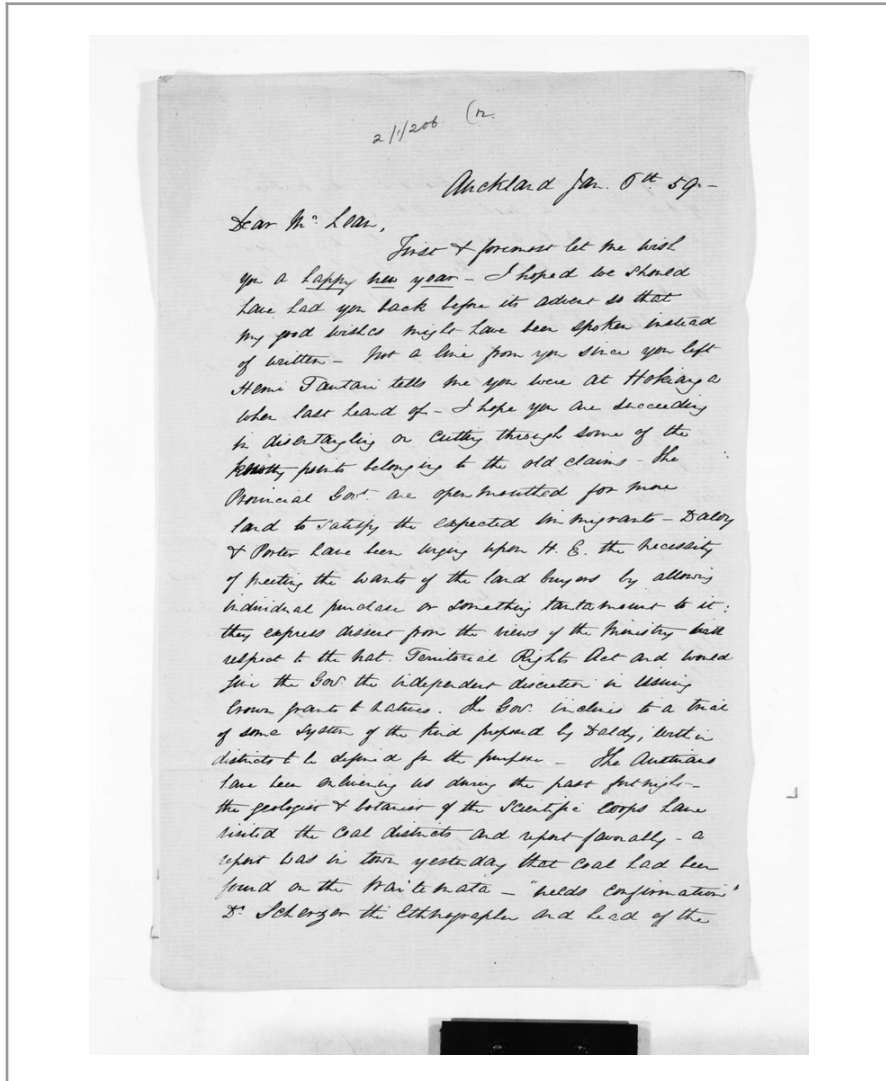 2/1/206 (12.
Auckland Jan. 6th 59 -
Dear Mc Lean,
First & foremost let me wish
you a happy new year - I hoped we should
have had you back before its advent so that
my good wishes might have been spoken instead
of written - Not a line from you since you left
Hemi Tautari tells me you were at Hokianga
when last heard of - I hope you are succeeding
in disentangling or cutting through some of the
knotty points belonging to the old claims - The
Provincial Govt. are open mouthed for more
land to satisfy the expected immigrants - Daldy
& Porter have been urging upon H. E. the necessity
of meeting the wants of the land buyers by allowing
individual purchase or something tantamount to it:
they express dissent from the views of the Ministry with
respect to the Nat. Territorial Rights Act and would
give the Govr. the independent discretion in issuing
Crown grants to natives. The Govr. inclines to a trial
of some system of the kind proposed by Daldy, within
districts to be defined for the purpose - The Austrians
have been enlivening us during the past fortnight -
the geologist & botanist of the Scientific Corps have
visited the coal districts and report favorably - a
report was in town yesterday that coal had been
found on the Waitemata - "needs confirmation"
Dr. Scherzer the Ethnographer and head of the